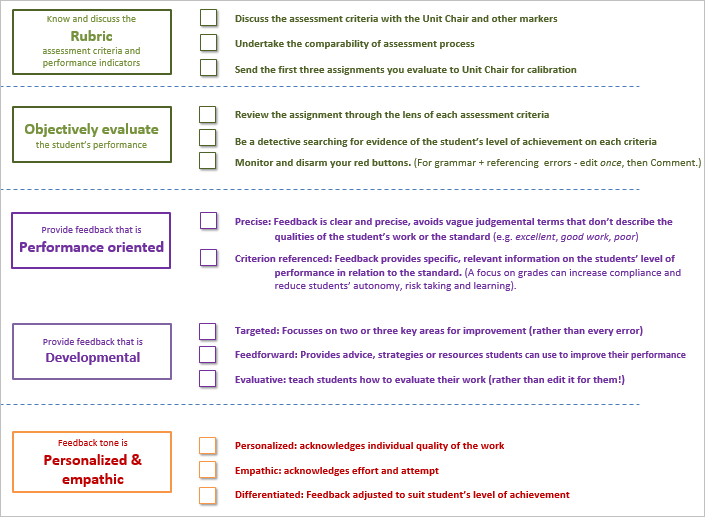 Know and discuss the
Rubric
assessment criteria and
performance indicators
Discuss the assessment criteria with the Unit Chair and other markers
Undertake the comparability of assessment process
Send the first three assignments you evaluate to Unit Chair for calibration
Objectively evaluate
the student's performance
Review the assignment through the lens of each assessment criteria
Be a detective searching for evidence of the student's level of achievement on each criteria
Monitor and disarm your red buttons. (For grammar + referencing errors - edit once, then Comment.)
Provide feedback that is
Performance oriented
Precise: Feedback is clear and precise, avoids vague judgemental terms that don't describe the
qualities of the student's work or the standard (e.g. excellent, good work, poor)
Criterion referenced: Feedback provides specific, relevant information on the students' level of
performance in relation to the standard. (A focus on grades can increase compliance and
reduce students' autonomy, risk taking and learning).
Provide feedback that is
Developmental
Targeted: Focusses on two or three key areas for improvement (rather than every error)
Feedforward: Provides advice, strategies or resources students can use to improve their performance
Evaluative: teach students how to evaluate their work (rather than edit it for them!)
Feedback tone is
Personalized &
empathic
Personalized: acknowledges individual quality of the work
Empathic: acknowledges effort and attempt
Differentiated: Feedback adjusted to suit student's level of achievement